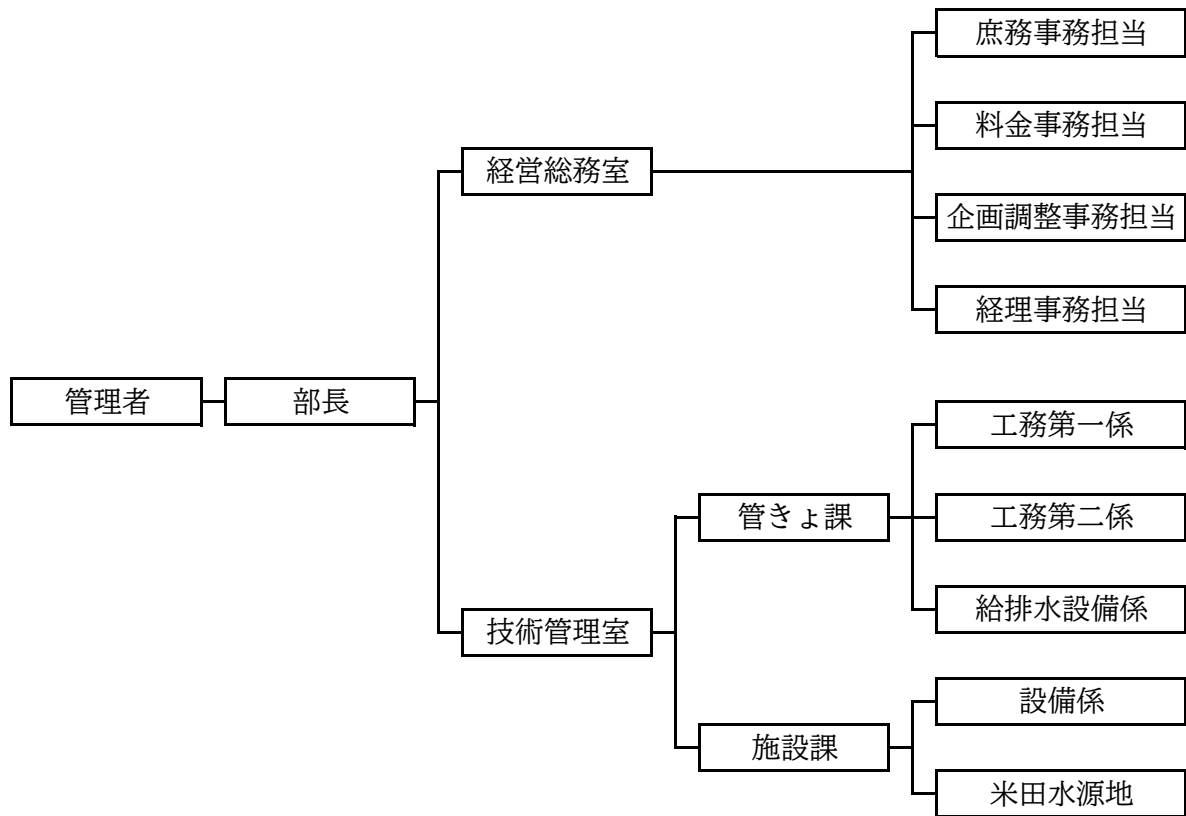 庶務事務担当
料金事務担当
経営総務室
企画調整事務担当
経理事務担当
管理者
部長
工務第一係
管きょ課
工務第二係
給排水設備係
技術管理室
設備係
施設課
米田水源地